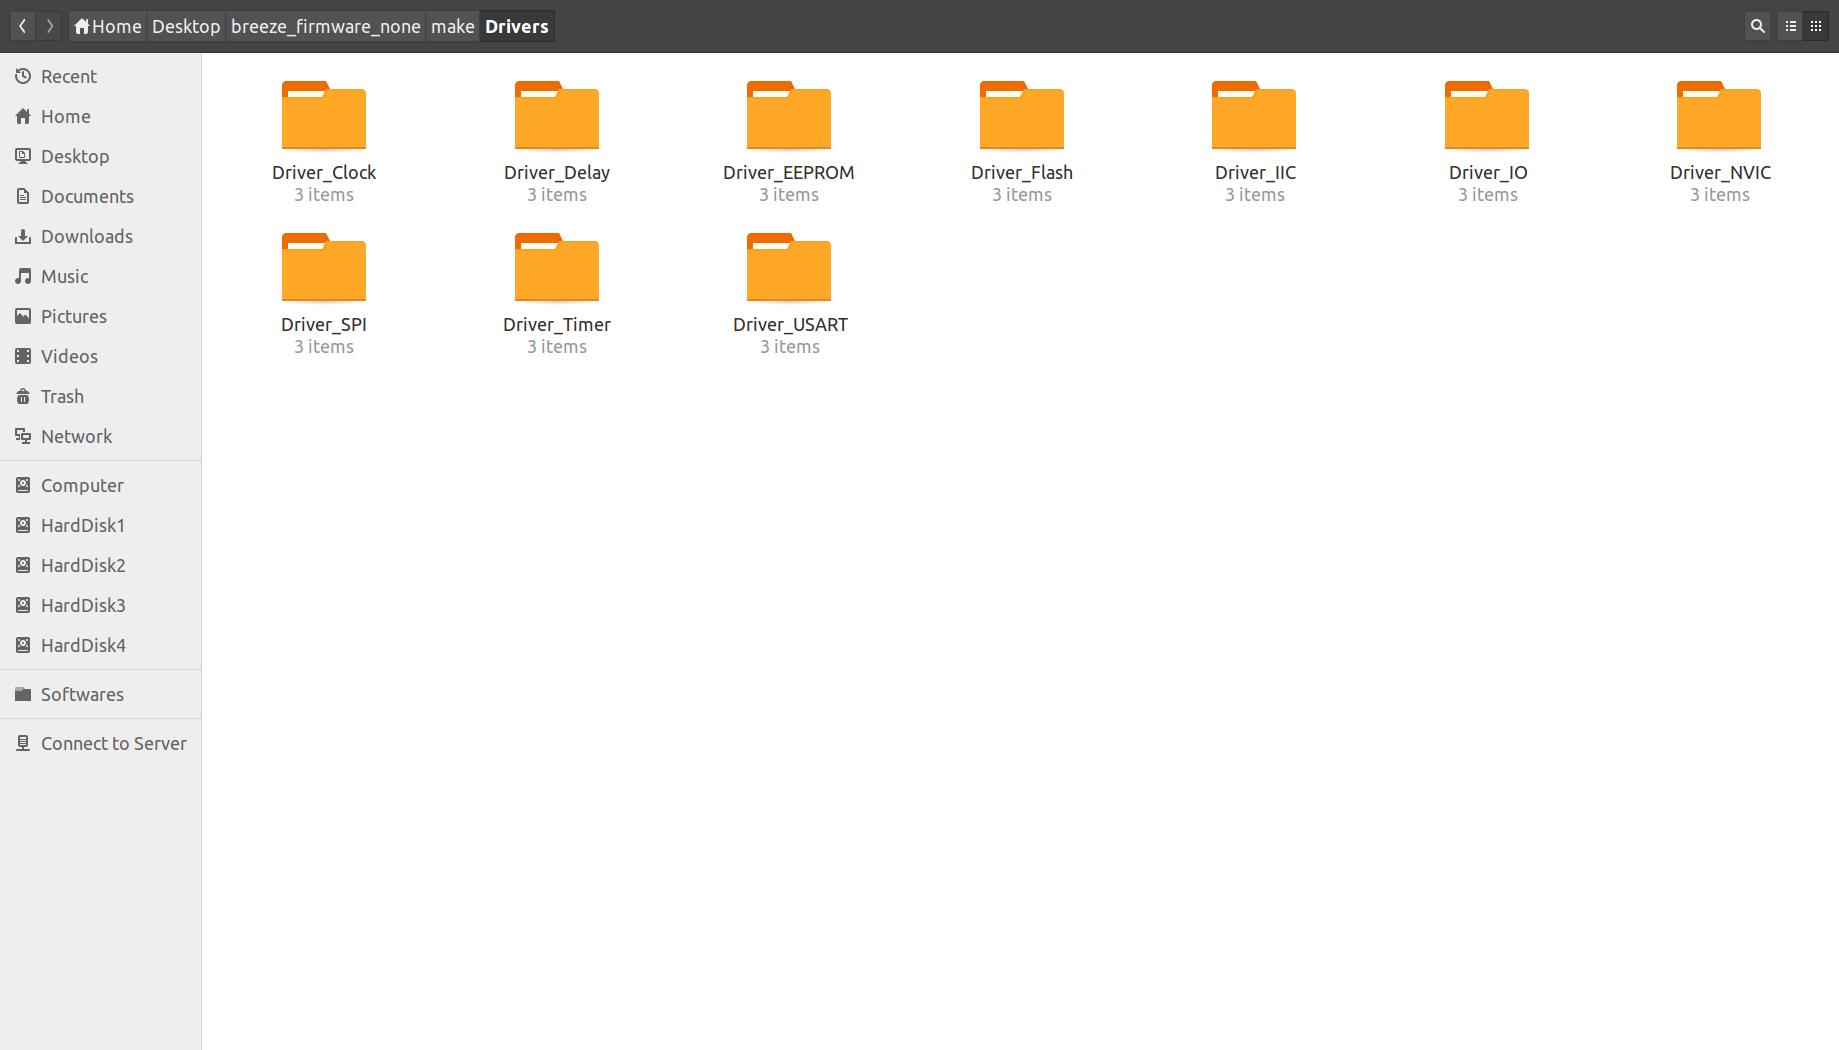 Home Desktop breeze_firmware_none make Drivers
Recent
Home
Desktop
Documents
Downloads
Music
Pictures
Videos
Trash
Network
Computer
HardDisk1
HardDisk2
HardDisk3
HardDisk4
Softwares
Connect to Server
Driver_Clock Driver_Delay Driver_EEPROM Driver_Flash Driver_IIC Driver_IO Driver_NVIC
3 items 3 items 3 items 3 items 3 items 3 items 3 items
Driver_SPI Driver_Timer Driver_USART
3 items 3 items 3 items